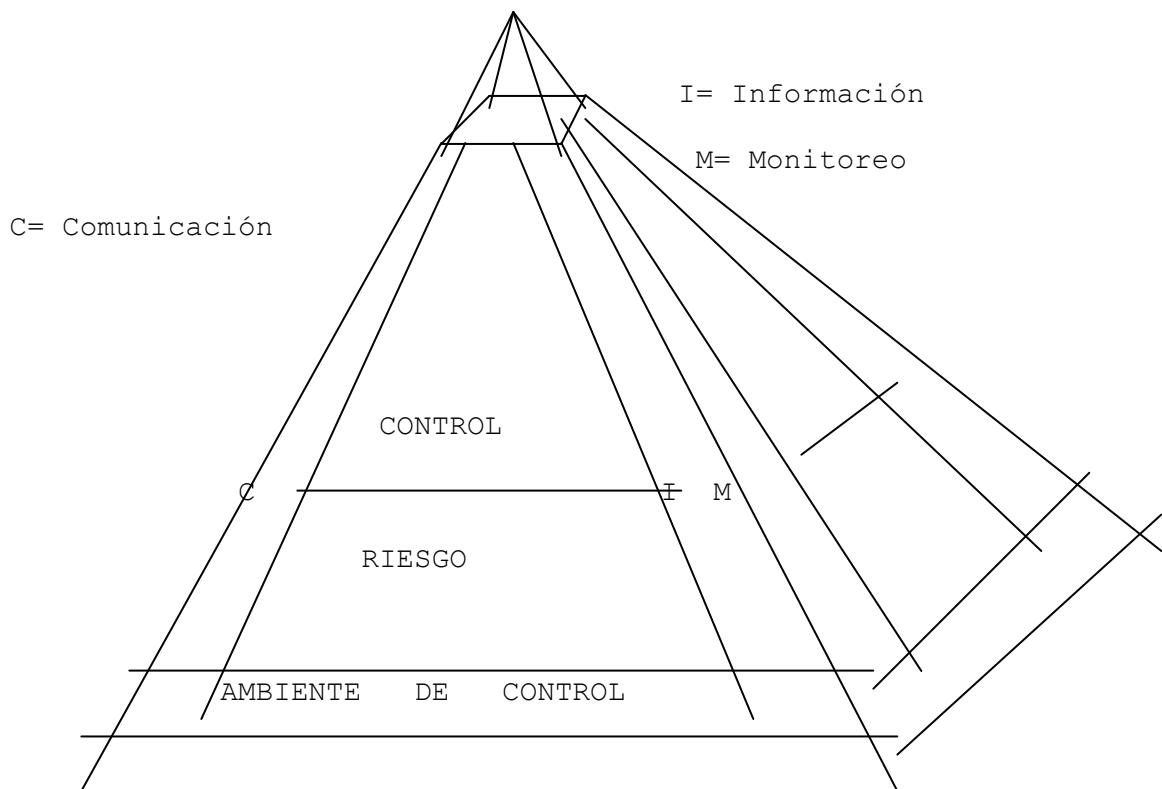 I= Información
M= Monitoreo
C= Comunicación
CONTROL
C I M
RIESGO
AMBIENTE DE CONTROL